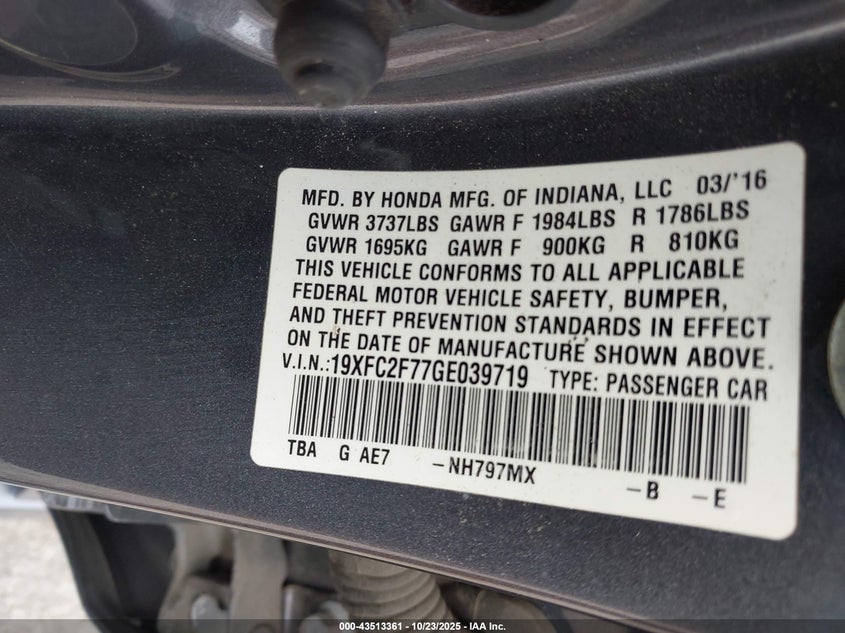 MFD. BY HONDA MFG. OF INDIANA, LLC 03/'16
GVWR 3737LBS GAWR F 1984LBS R 1786LBS
GVWR 1695KG GAWR F 900KG R 810KG
THIS VEHICLE CONFORMS TO ALL APPLICABLE
FEDERAL MOTOR VEHICLE SAFETY, BUMPER,
AND THEFT PREVENTION STANDARDS IN EFFECT
ON THE DATE OF MANUFACTURE SHOWN ABOVE.
V.I.N.:19XFC2F77GE039719 TYPE: PASSENGER CAR
TBA G AE7 -NH797MX -B -E
000-43513361 - 10/23/2025 - © IAA, Inc.